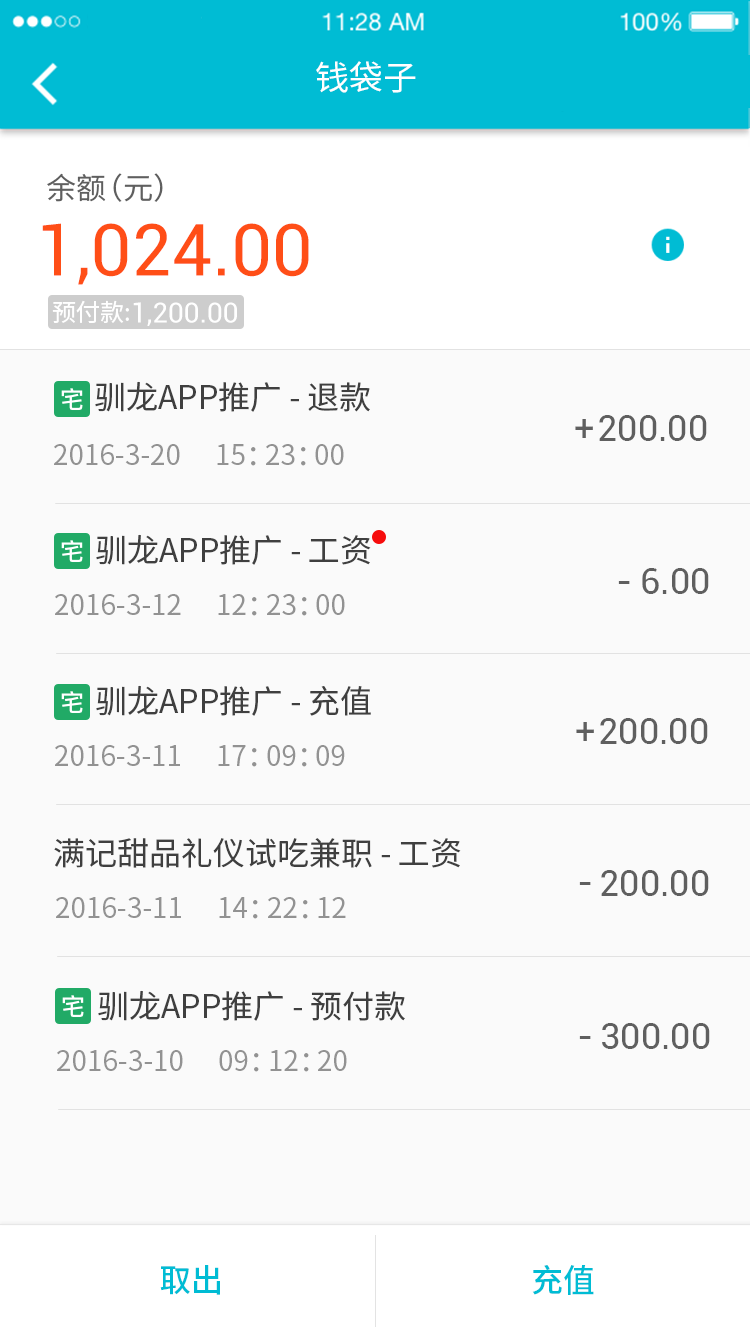 11:28 AM
100%
钱袋子
余额(元)
1,024.00
预付款:1,200.00
宅 驯龙APP推广 - 退款
+200.00
2016-3-20 15:23:00
宅 驯龙APP推广 - 工资
- 6.00
2016-3-12 12:23:00
宅 驯龙APP推广 - 充值
+200.00
2016-3-11 17:09:09
满记甜品礼仪试吃兼职 - 工资
- 200.00
2016-3-11 14:22:12
宅 驯龙APP推广 - 预付款
- 300.00
2016-3-10 09:12:20
取出
充值